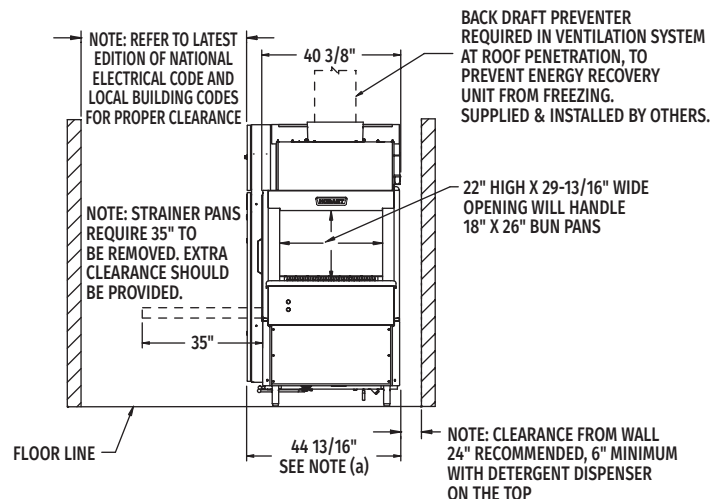 NOTE: REFER TO LATEST
EDITION OF NATIONAL
ELECTRICAL CODE AND
LOCAL BUILDING CODES
FOR PROPER CLEARANCE
40 3/8"
BACK DRAFT PREVENTER
REQUIRED IN VENTILATION SYSTEM
AT ROOF PENETRATION, TO
PREVENT ENERGY RECOVERY
UNIT FROM FREEZING.
SUPPLIED & INSTALLED BY OTHERS.
HOBART
22" HIGH X 29-13/16" WIDE
OPENING WILL HANDLE
18" X 26" BUN PANS
NOTE: STRAINER PANS
REQUIRE 35" TO
BE REMOVED. EXTRA
CLEARANCE SHOULD
BE PROVIDED.
35"
FLOOR LINE
44 13/16"
SEE NOTE (a)
NOTE: CLEARANCE FROM WALL
24" RECOMMENDED, 6" MINIMUM
WITH DETERGENT DISPENSER
ON THE TOP